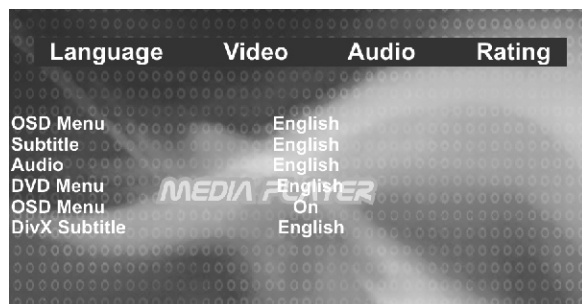 Language Video Audio Rating
OSD Menu English
Subtitle English
Audio English
DVD Menu English
MEDIA PLAYER
OSD Menu On
DivX Subtitle English